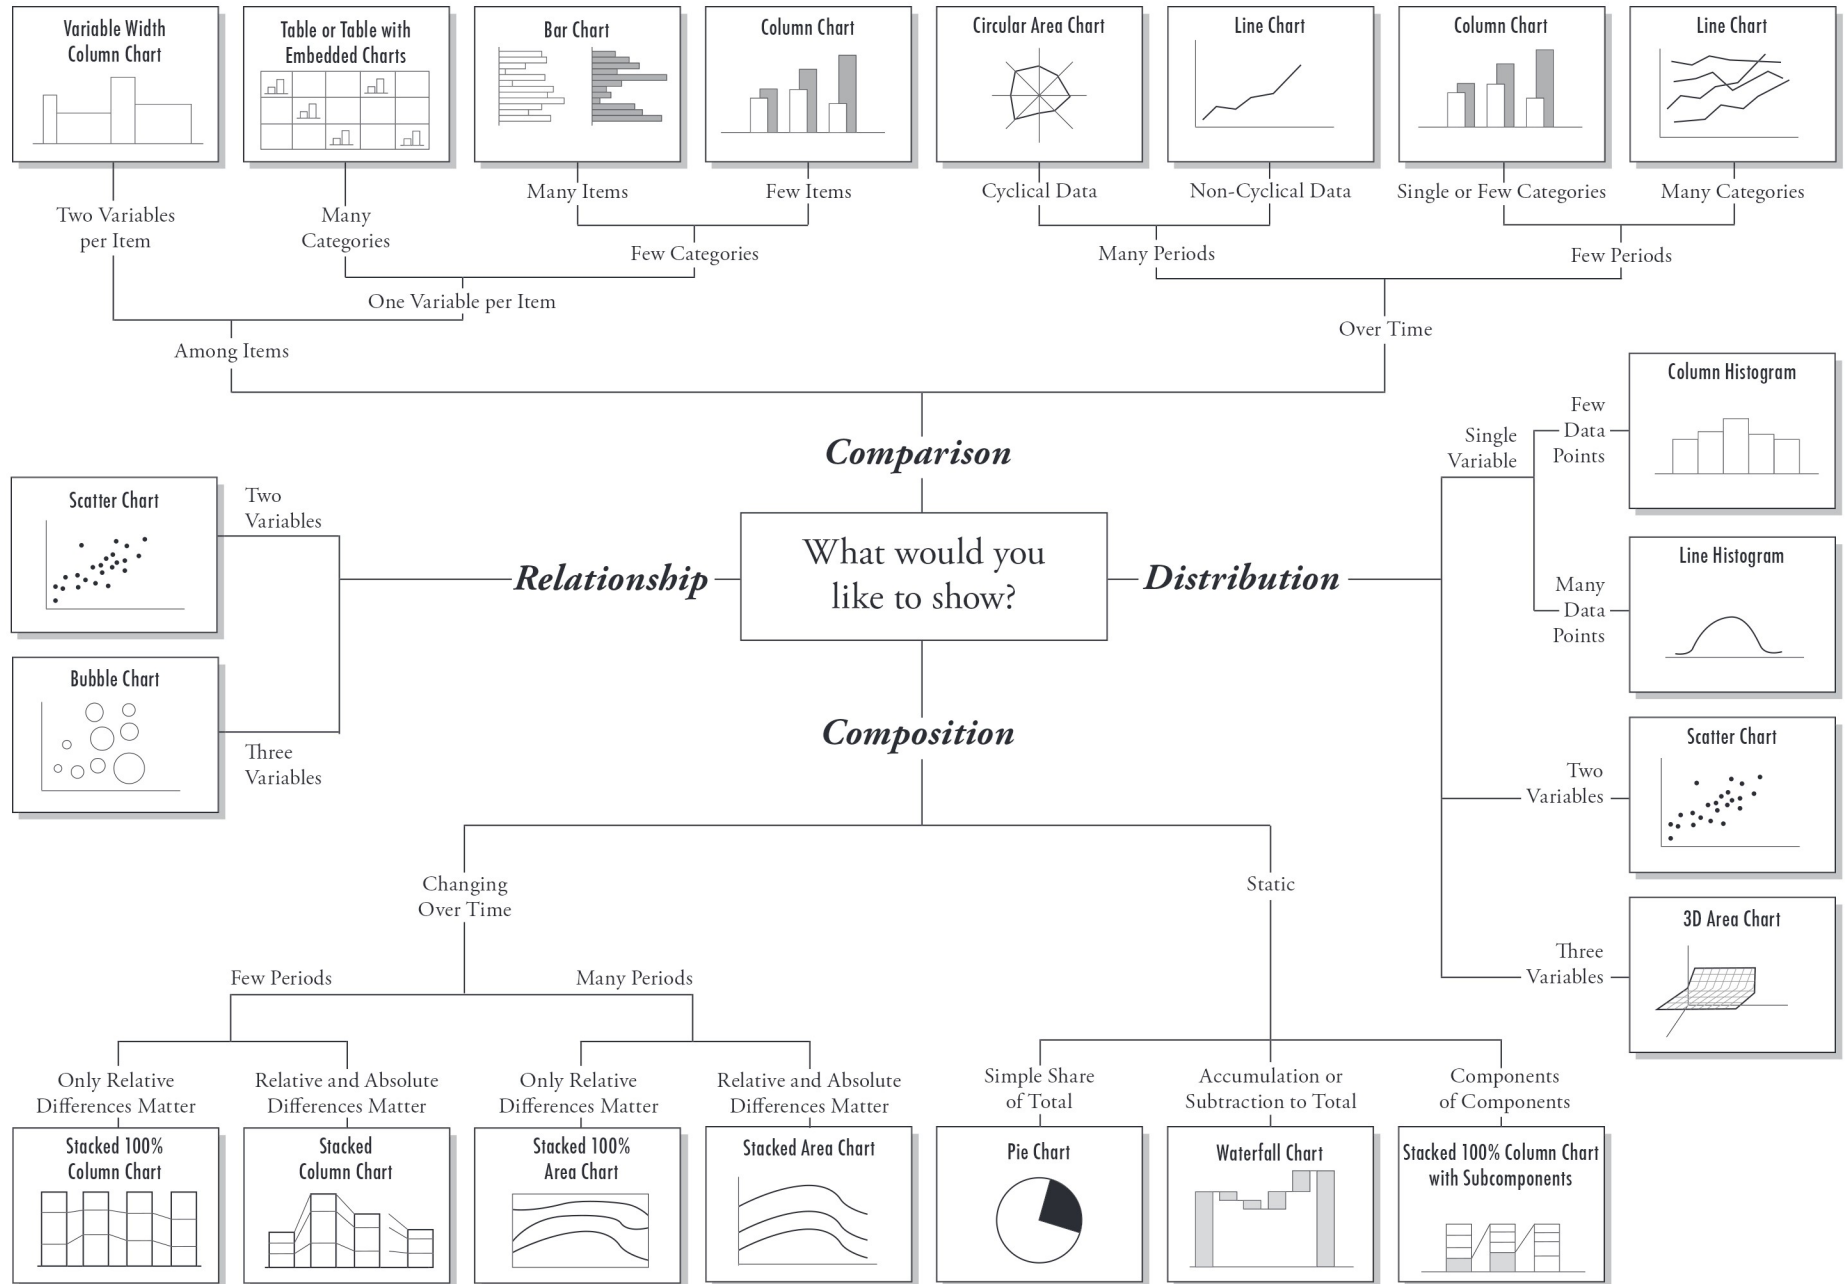 Variable Width
Column Chart
Table or Table with
Embedded Charts
Bar Chart
Column Chart
Circular Area Chart
Line Chart
Column Chart
Line Chart
Two Variables
per Item
Many
Categories
Many Items
Few Items
Cyclical Data
Non-Cyclical Data
Single or Few Categories
Many Categories
Few Categories
Many Periods
Few Periods
One Variable per Item
Over Time
Among Items
Comparison
What would you
like to show?
Relationship
Two
Variables
Scatter Chart
Three
Variables
Bubble Chart
Distribution
Single
Variable
Few
Data
Points
Column Histogram
Many
Data
Points
Line Histogram
Two
Variables
Scatter Chart
Three
Variables
3D Area Chart
Composition
Changing
Over Time
Static
Few Periods
Many Periods
Only Relative
Differences Matter
Relative and Absolute
Differences Matter
Only Relative
Differences Matter
Relative and Absolute
Differences Matter
Simple Share
of Total
Accumulation or
Subtraction to Total
Components
of Components
Stacked 100%
Column Chart
Stacked
Column Chart
Stacked 100%
Area Chart
Stacked Area Chart
Pie Chart
Waterfall Chart
Stacked 100% Column Chart
with Subcomponents